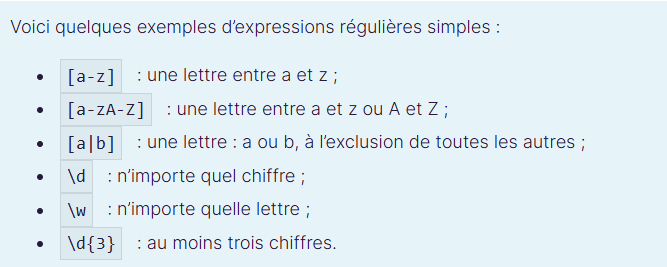 Voici quelques exemples d’expressions régulières simples :
[a-z] : une lettre entre a et z ;
[a-zA-Z] : une lettre entre a et z ou A et Z ;
[a|b] : une lettre : a ou b, à l’exclusion de toutes les autres ;
\d : n’importe quel chiffre ;
\w : n’importe quelle lettre ;
\d{3} : au moins trois chiffres.